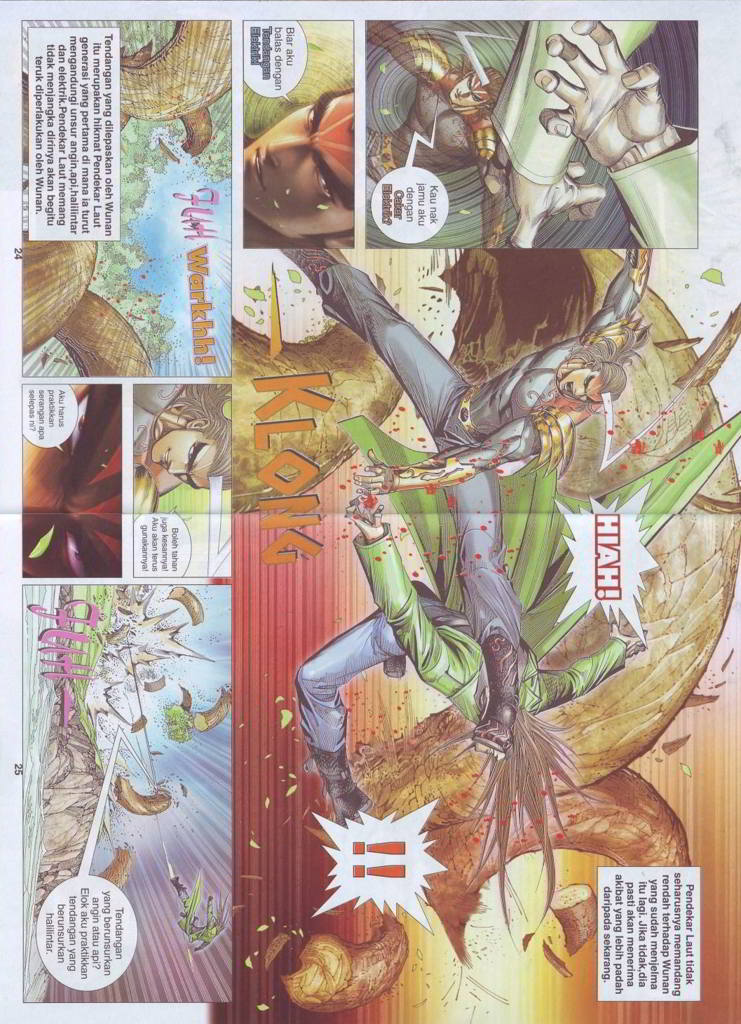 Kau nak
jamu aku
dengan
Cakar
Elektrik?
Biar aku
balas dengan
Tendangan
Elektrik!
KLONG
HIAH!
!!
Pendekar Laut tidak
seharusnya memandang
rendah terhadap Wunan
yang sudah menjelma
itu lagi. Jika tidak,dia
pasti akan menerima
akibat yang lebih padah
daripada sekarang.
Tendangan yang dilepaskan oleh Wunan
itu merupakan hikmat Pendekar Laut
generasi yang pertama di mana ia turut
mengandungi unsur angin,api,halilintar
dan elektrik.Pendekar Laut memang
tidak menjangka dirinya akan begitu
teruk diperlakukan oleh Wunan.
Warkhh!
Boleh tahan
juga kesannya!
Aku akan terus
gunakannya!
Aku harus
praktikkan
serangan apa
selepas ni?
Tendangan
yang berunsurkan
angin atau api?
Elok aku praktikkan
tendangan yang
berunsurkan
halilintar.
24
25